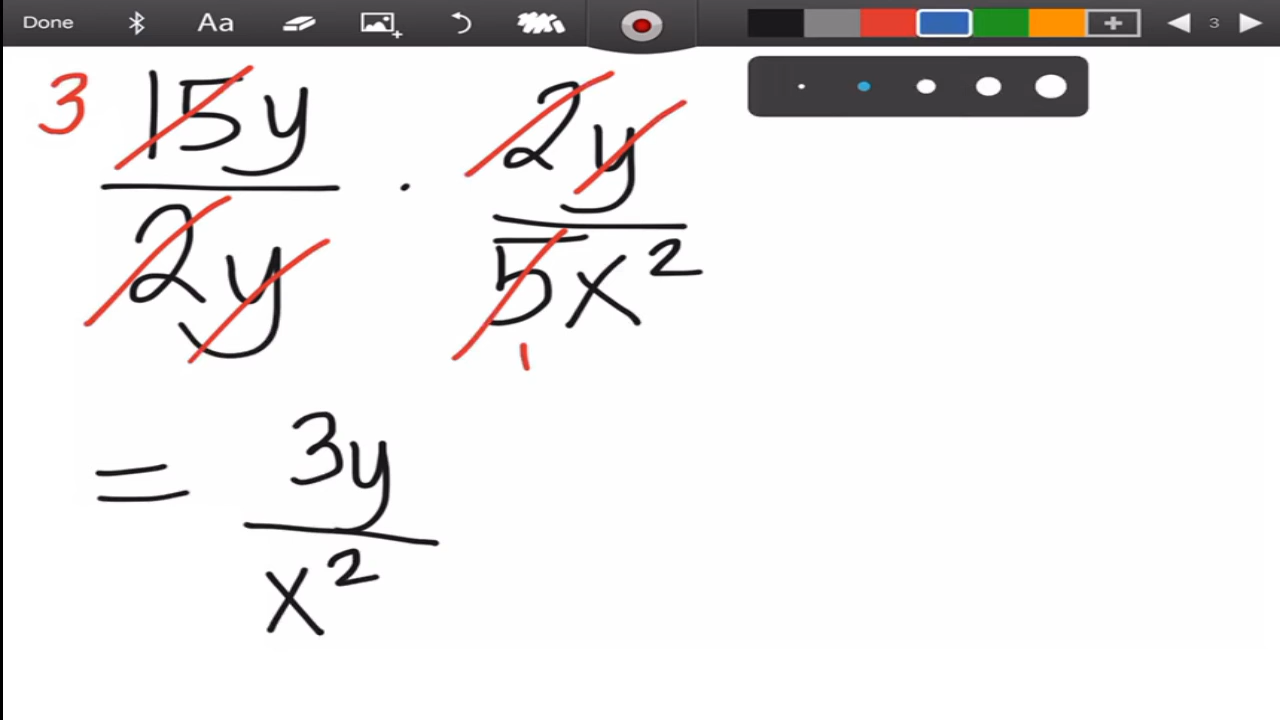 Done Aa 3
3 15y 2y
2y · 5x²
1
= 3y
x²